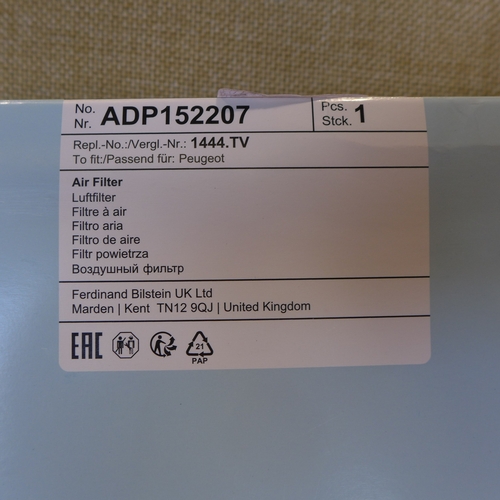 No.
Nr. ADP152207
Pcs.
Stck. 1
Repl.-No.:/Vergl.-Nr.: 1444.TV
To fit:/Passend für: Peugeot
Air Filter
Luftfilter
Filtre à air
Filtro aria
Filtro de aire
Filtr powietrza
Воздушный фильтр
Ferdinand Bilstein UK Ltd
Marden | Kent TN12 9QJ | United Kingdom
EAC
21
PAP